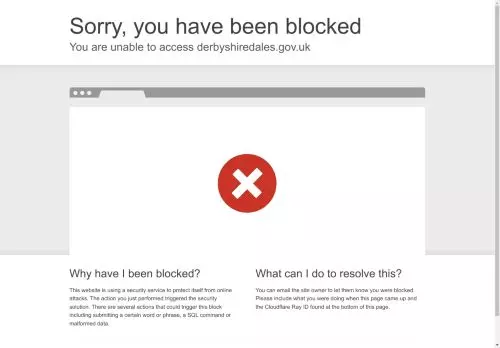 Sorry, you have been blocked
You are unable to access derbyshiredales.gov.uk
Why have I been blocked?
This website is using a security service to protect itself from online
attacks. The action you just performed triggered the security
solution. There are several actions that could trigger this block
including submitting a certain word or phrase, a SQL command or
malformed data.
What can I do to resolve this?
You can email the site owner to let them know you were blocked.
Please include what you were doing when this page came up and
the Cloudflare Ray ID found at the bottom of this page.